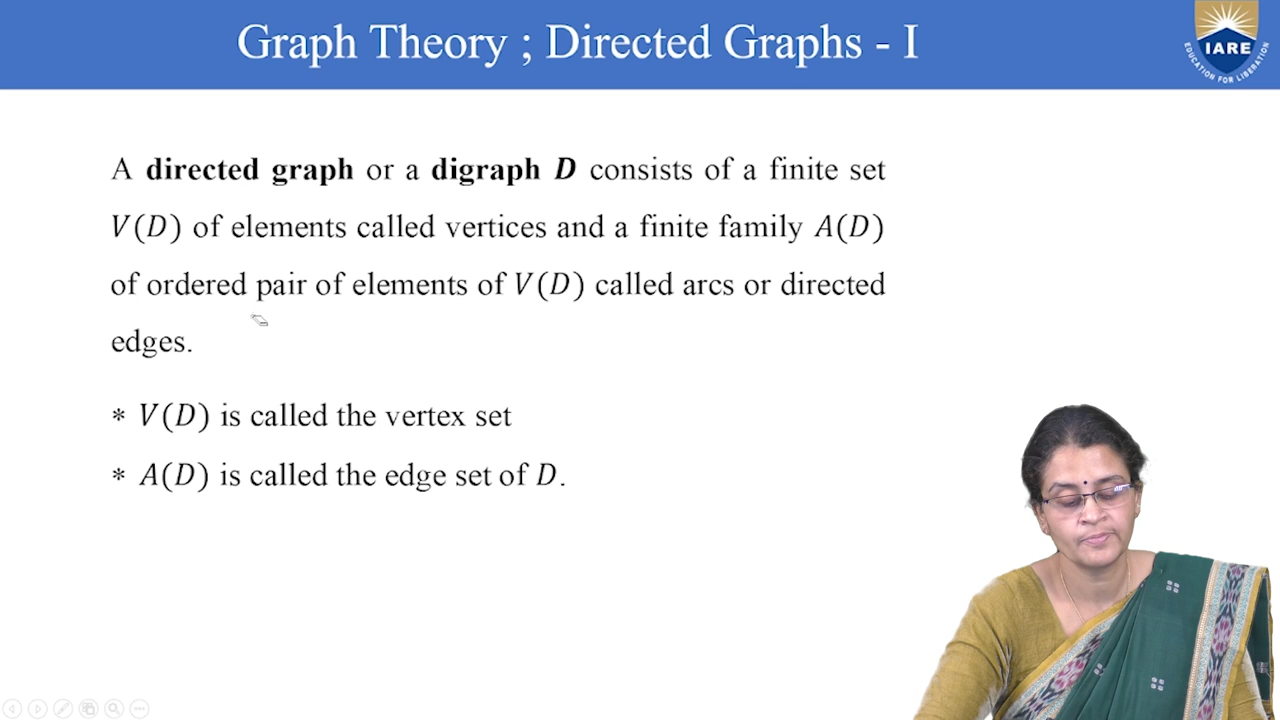 Graph Theory ; Directed Graphs - I
IARE
EDUCATION FOR LIBERATION
A directed graph or a digraph D consists of a finite set
V(D) of elements called vertices and a finite family A(D)
of ordered pair of elements of V(D) called arcs or directed
edges.
* V(D) is called the vertex set
* A(D) is called the edge set of D.